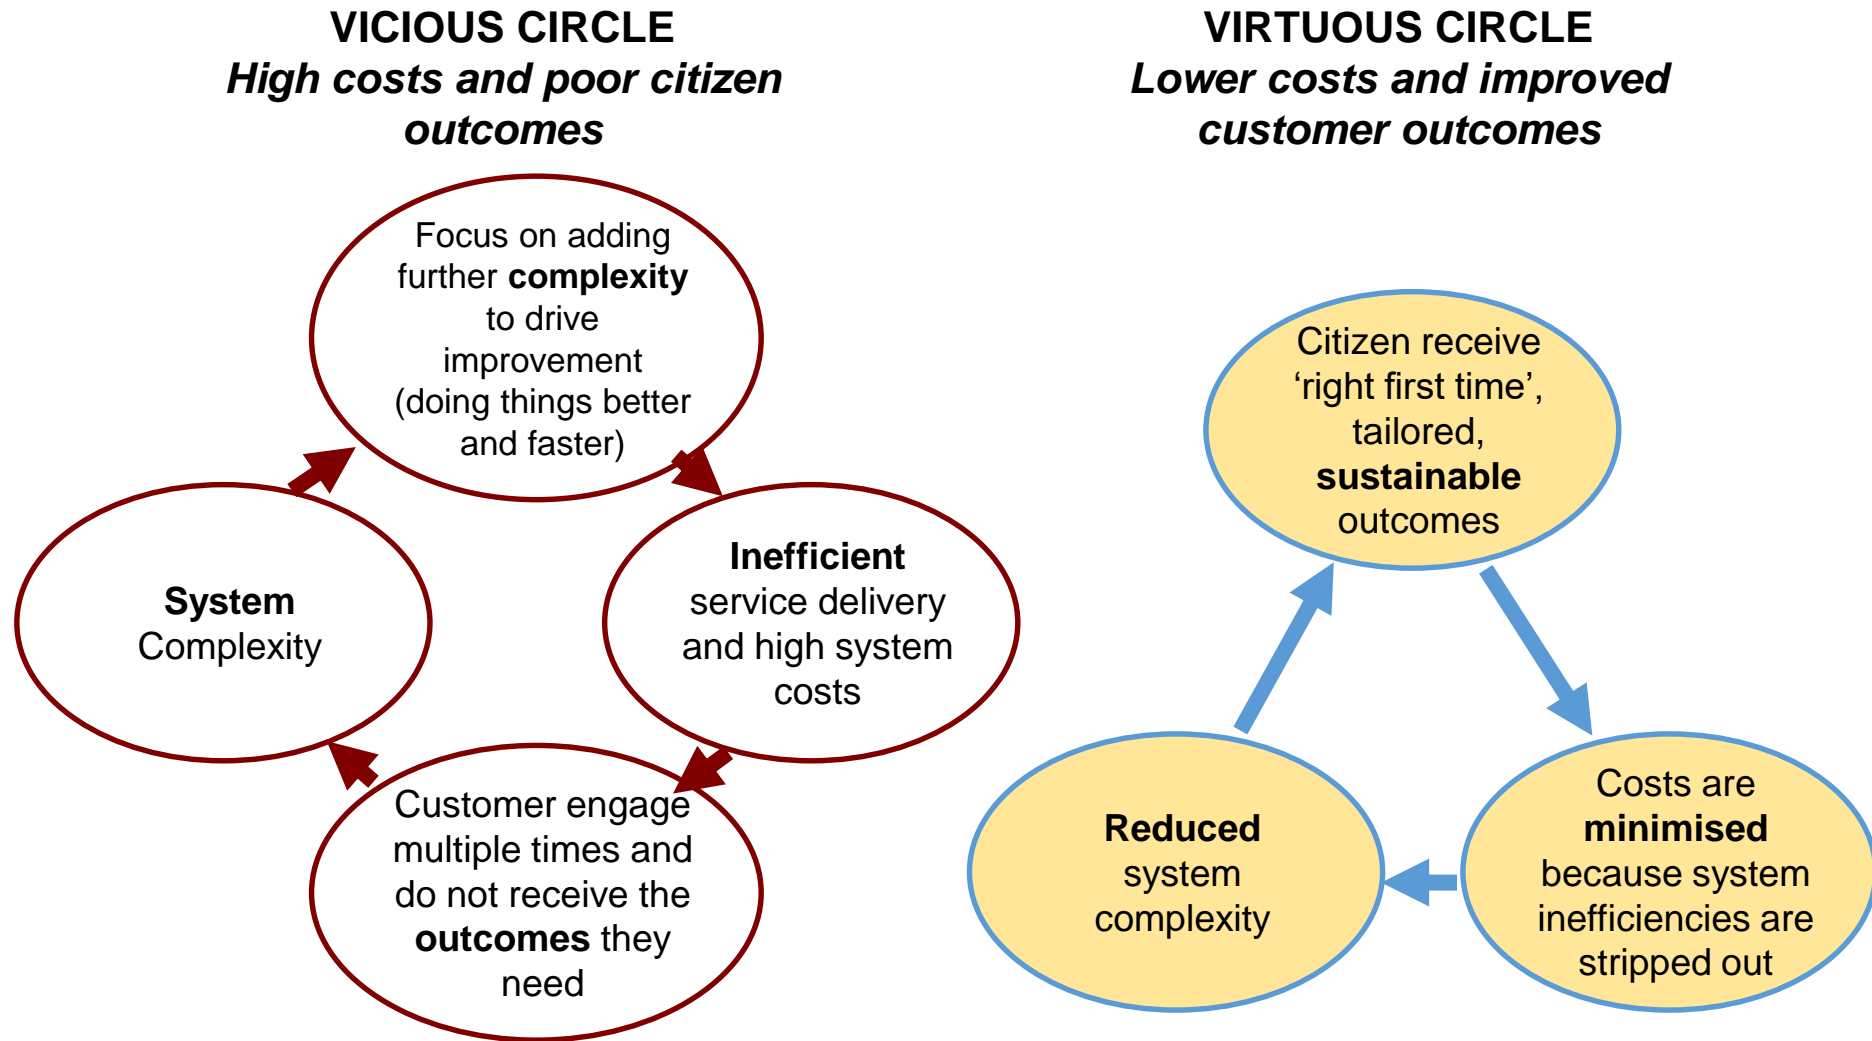 VICIOUS CIRCLE
High costs and poor citizen
outcomes
Focus on adding
further complexity
to drive
improvement
(doing things better
and faster)
System
Complexity
Inefficient
service delivery
and high system
costs
Customer engage
multiple times and
do not receive the
outcomes they
need
VIRTUOUS CIRCLE
Lower costs and improved
customer outcomes
Citizen receive
‘right first time’,
tailored,
sustainable
outcomes
Reduced
system
complexity
Costs are
minimised
because system
inefficiencies are
stripped out